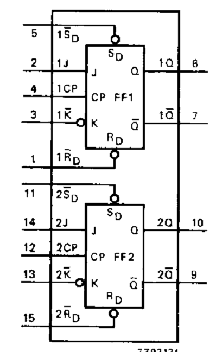 5 1S̅D
SD
2 1J J Q 1Q 6
4 1CP CP FF1
3 1K̅ K Q̅ 1Q̅ 7
RD
1 1R̅D
11 2S̅D
SD
14 2J J Q 2Q 10
12 2CP CP FF2
13 2K̅ K Q̅ 2Q̅ 9
RD
15 2R̅D